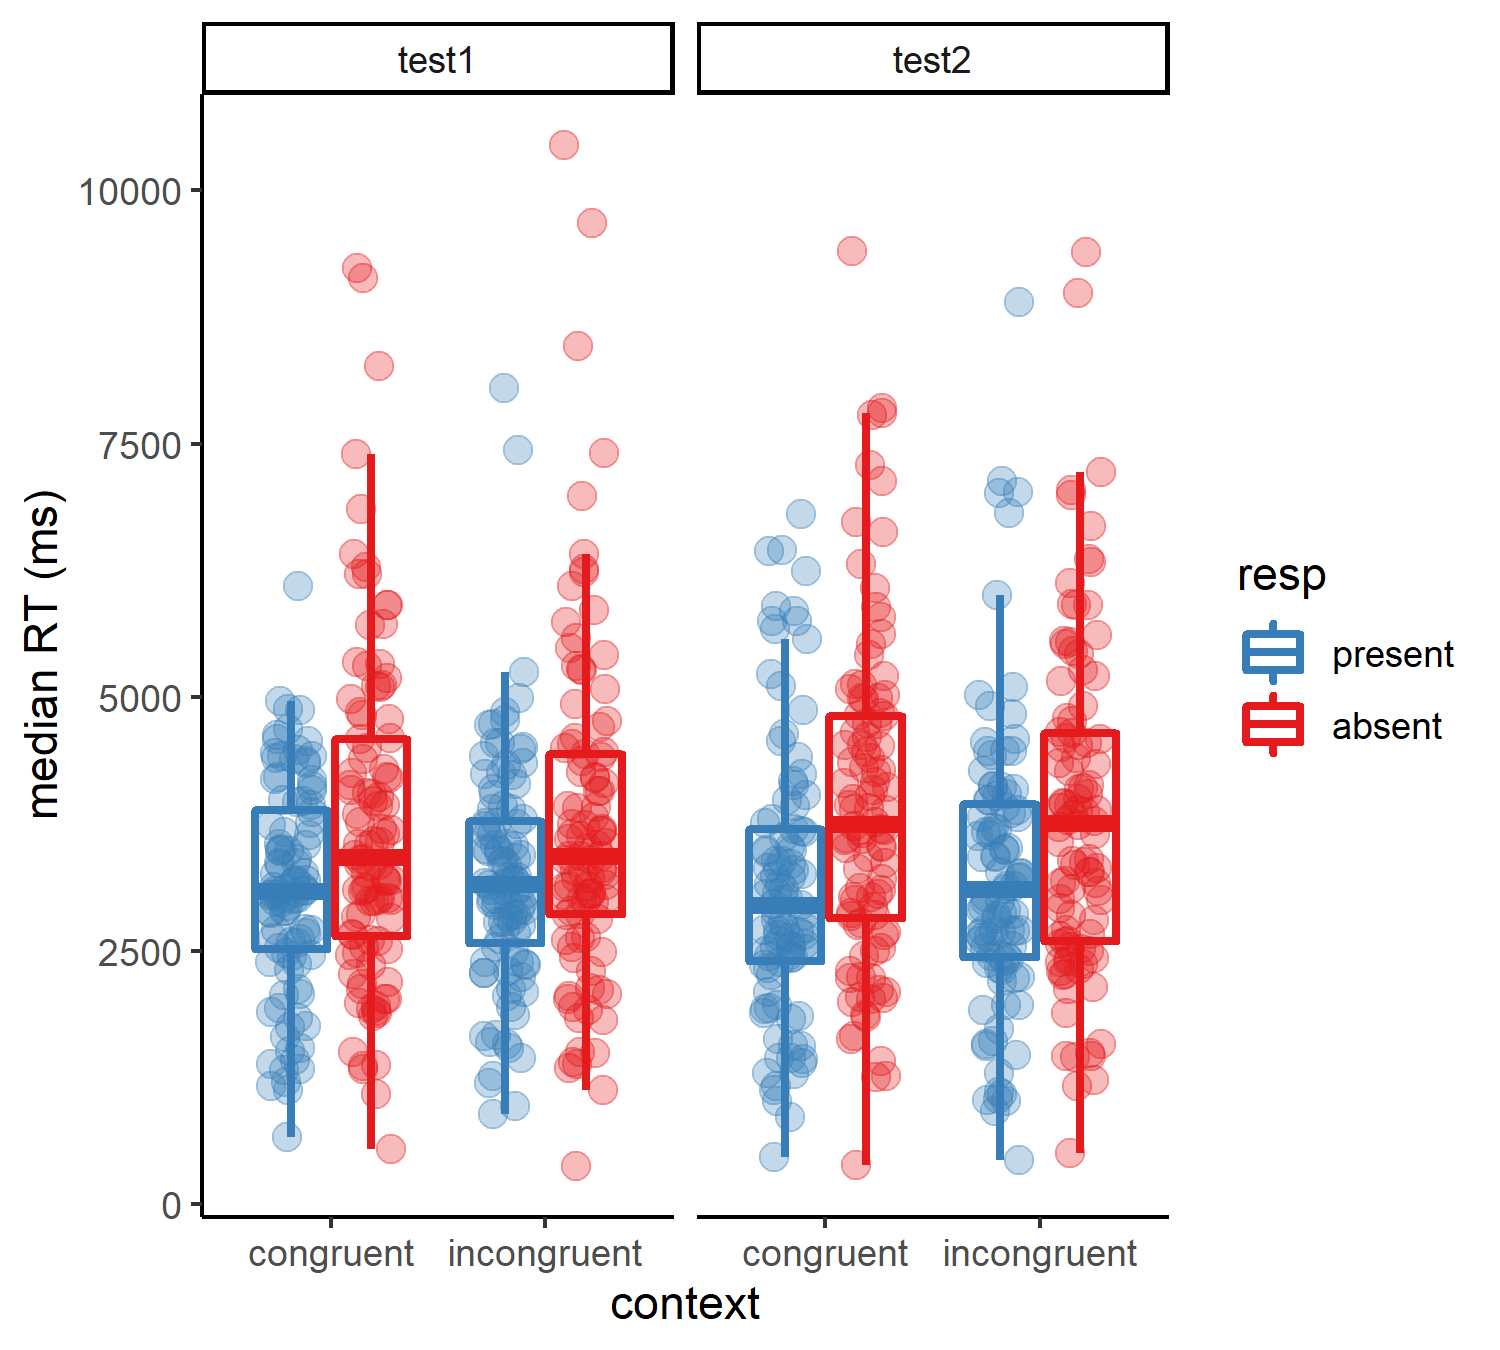 test1
test2
median RT (ms)
10000
7500
5000
2500
0
congruent
incongruent
congruent
incongruent
context
resp
present
absent